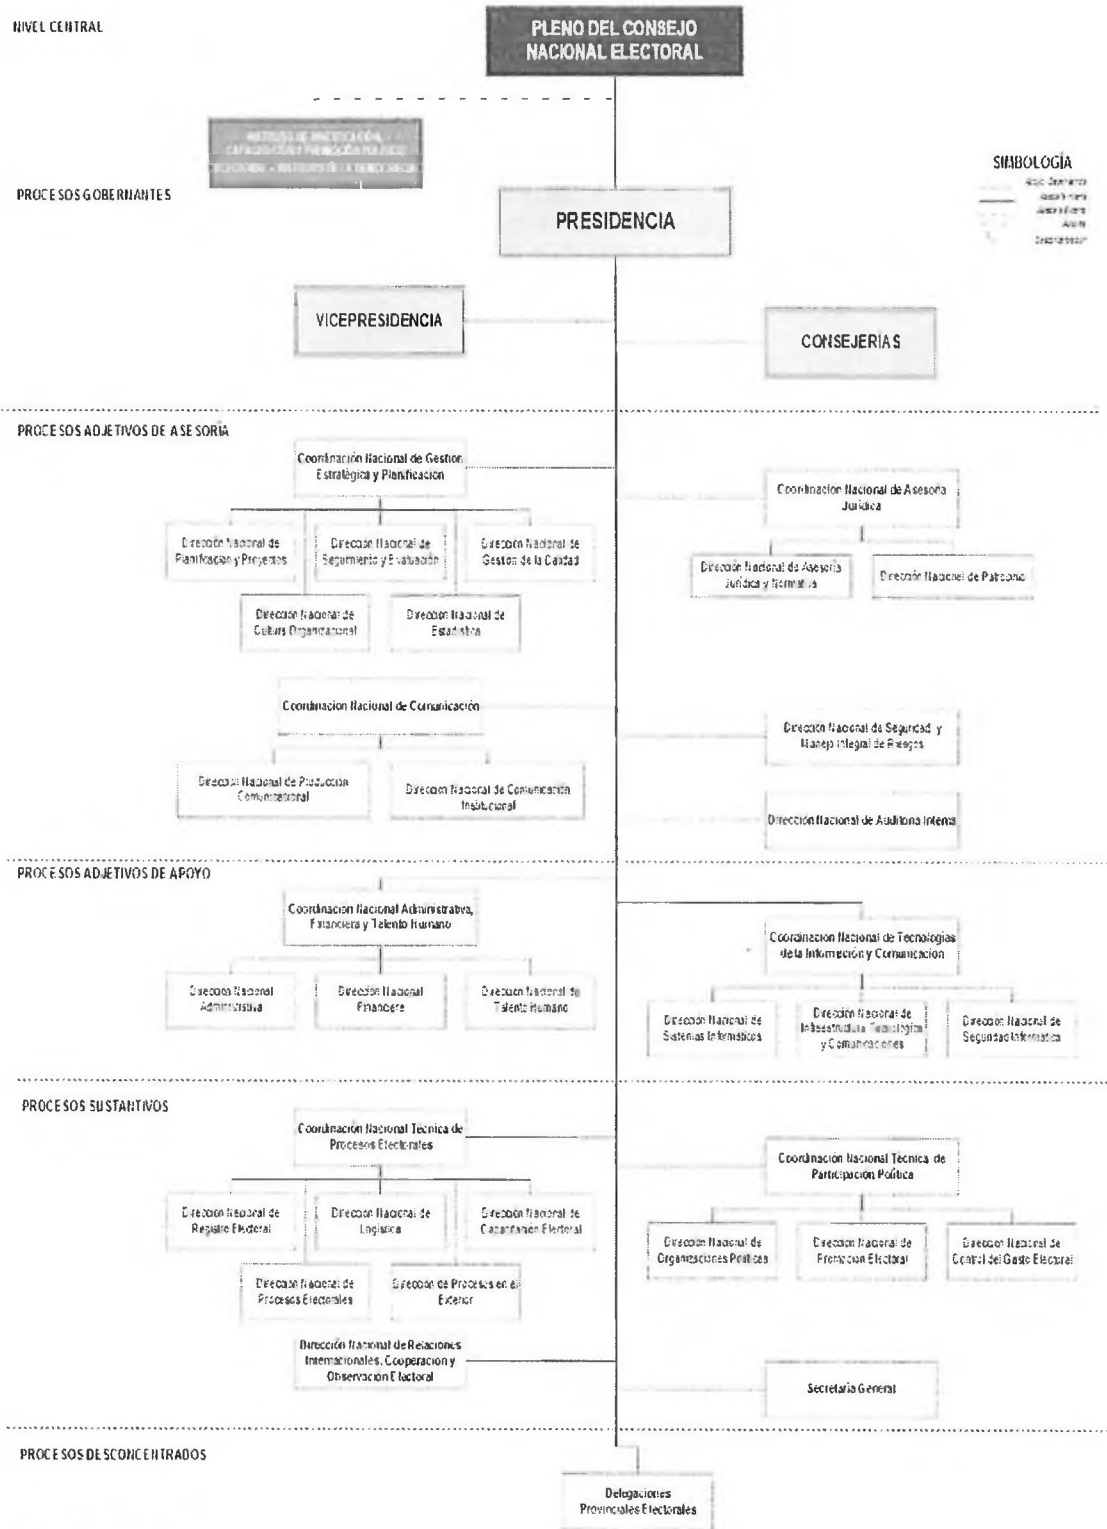 NIVEL CENTRAL
PLENO DEL CONSEJO
NACIONAL ELECTORAL
INSTITUTO DE INVESTIGACIÓN,
SIMBOLOGÍA
PROCESOS GOBERNANTES
PRESIDENCIA
VICEPRESIDENCIA
CONSEJERÍAS
PROCESOS ADJETIVOS DE ASESORÍA
Coordinación Nacional de Gestión
Estratégica y Planificación
Coordinación Nacional de Asesoría
Jurídica
Dirección Nacional de
Planificación y Proyectos
Dirección Nacional de
Seguimiento y Evaluación
Dirección Nacional de
Gestión de la Calidad
Dirección Nacional de Asesoría
Jurídica y Normativa
Dirección Nacional de Patrocinio
Dirección Nacional de
Cultura Organizacional
Dirección Nacional de
Estadística
Coordinación Nacional de Comunicación
Dirección Nacional de Seguridad y
Manejo Integral de Riesgos
Dirección Nacional de Producción
Comunicacional
Dirección Nacional de Comunicación
Institucional
Dirección Nacional de Auditoría Interna
PROCESOS ADJETIVOS DE APOYO
Coordinación Nacional Administrativa,
Financiera y Talento Humano
Coordinación Nacional de Tecnologías
de la Información y Comunicación
Dirección Nacional
Administrativa
Dirección Nacional
Financiera
Dirección Nacional de
Talento Humano
Dirección Nacional de
Sistemas Informáticos
Dirección Nacional de
Infraestructura Tecnológica
y Comunicaciones
Dirección Nacional de
Seguridad Informática
PROCESOS SUSTANTIVOS
Coordinación Nacional Técnica de
Procesos Electorales
Coordinación Nacional Técnica de
Participación Política
Dirección Nacional de
Registro Electoral
Dirección Nacional de
Logística
Dirección Nacional de
Capacitación Electoral
Dirección Nacional de
Organizaciones Políticas
Dirección Nacional de
Promoción Electoral
Dirección Nacional de
Control del Gasto Electoral
Dirección Nacional de
Procesos Electorales
Dirección de Procesos en el
Exterior
Dirección Nacional de Relaciones
Internacionales, Cooperación y
Observación Electoral
Secretaría General
PROCESOS DESCONCENTRADOS
Delegaciones
Provinciales Electorales